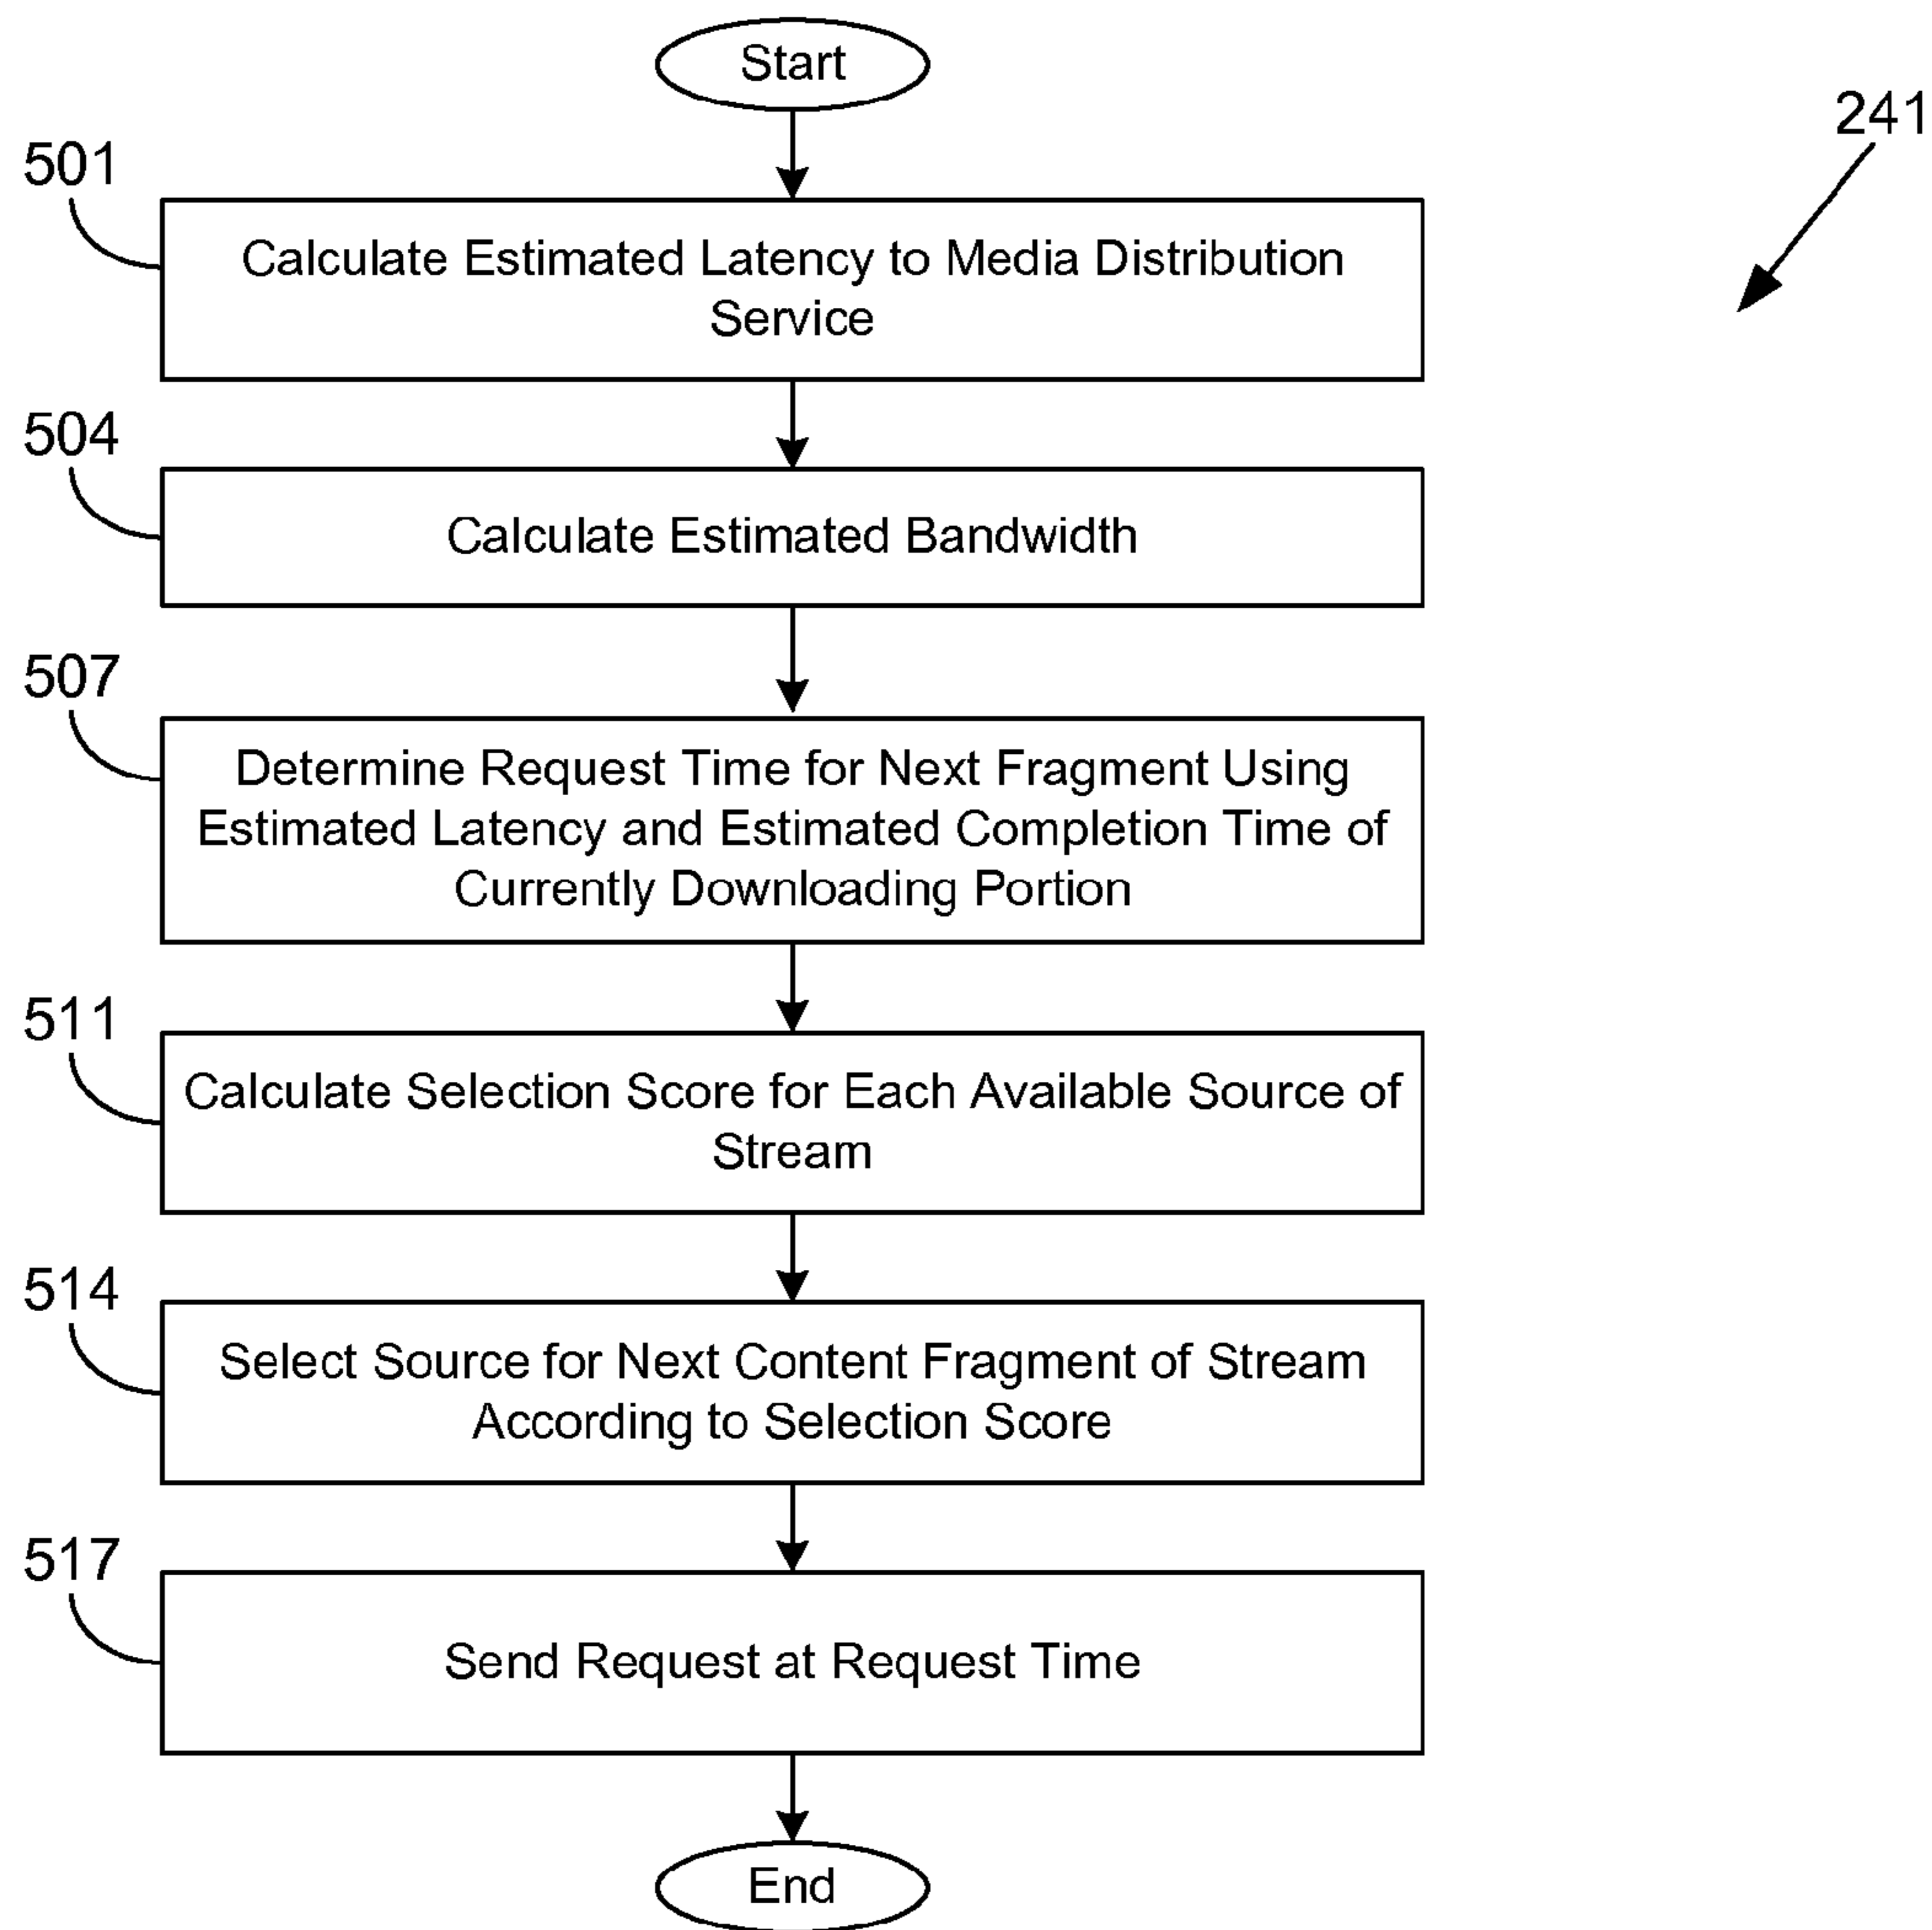 Start
241
501
Calculate Estimated Latency to Media Distribution
Service
504
Calculate Estimated Bandwidth
507
Determine Request Time for Next Fragment Using
Estimated Latency and Estimated Completion Time of
Currently Downloading Portion
511
Calculate Selection Score for Each Available Source of
Stream
514
Select Source for Next Content Fragment of Stream
According to Selection Score
517
Send Request at Request Time
End